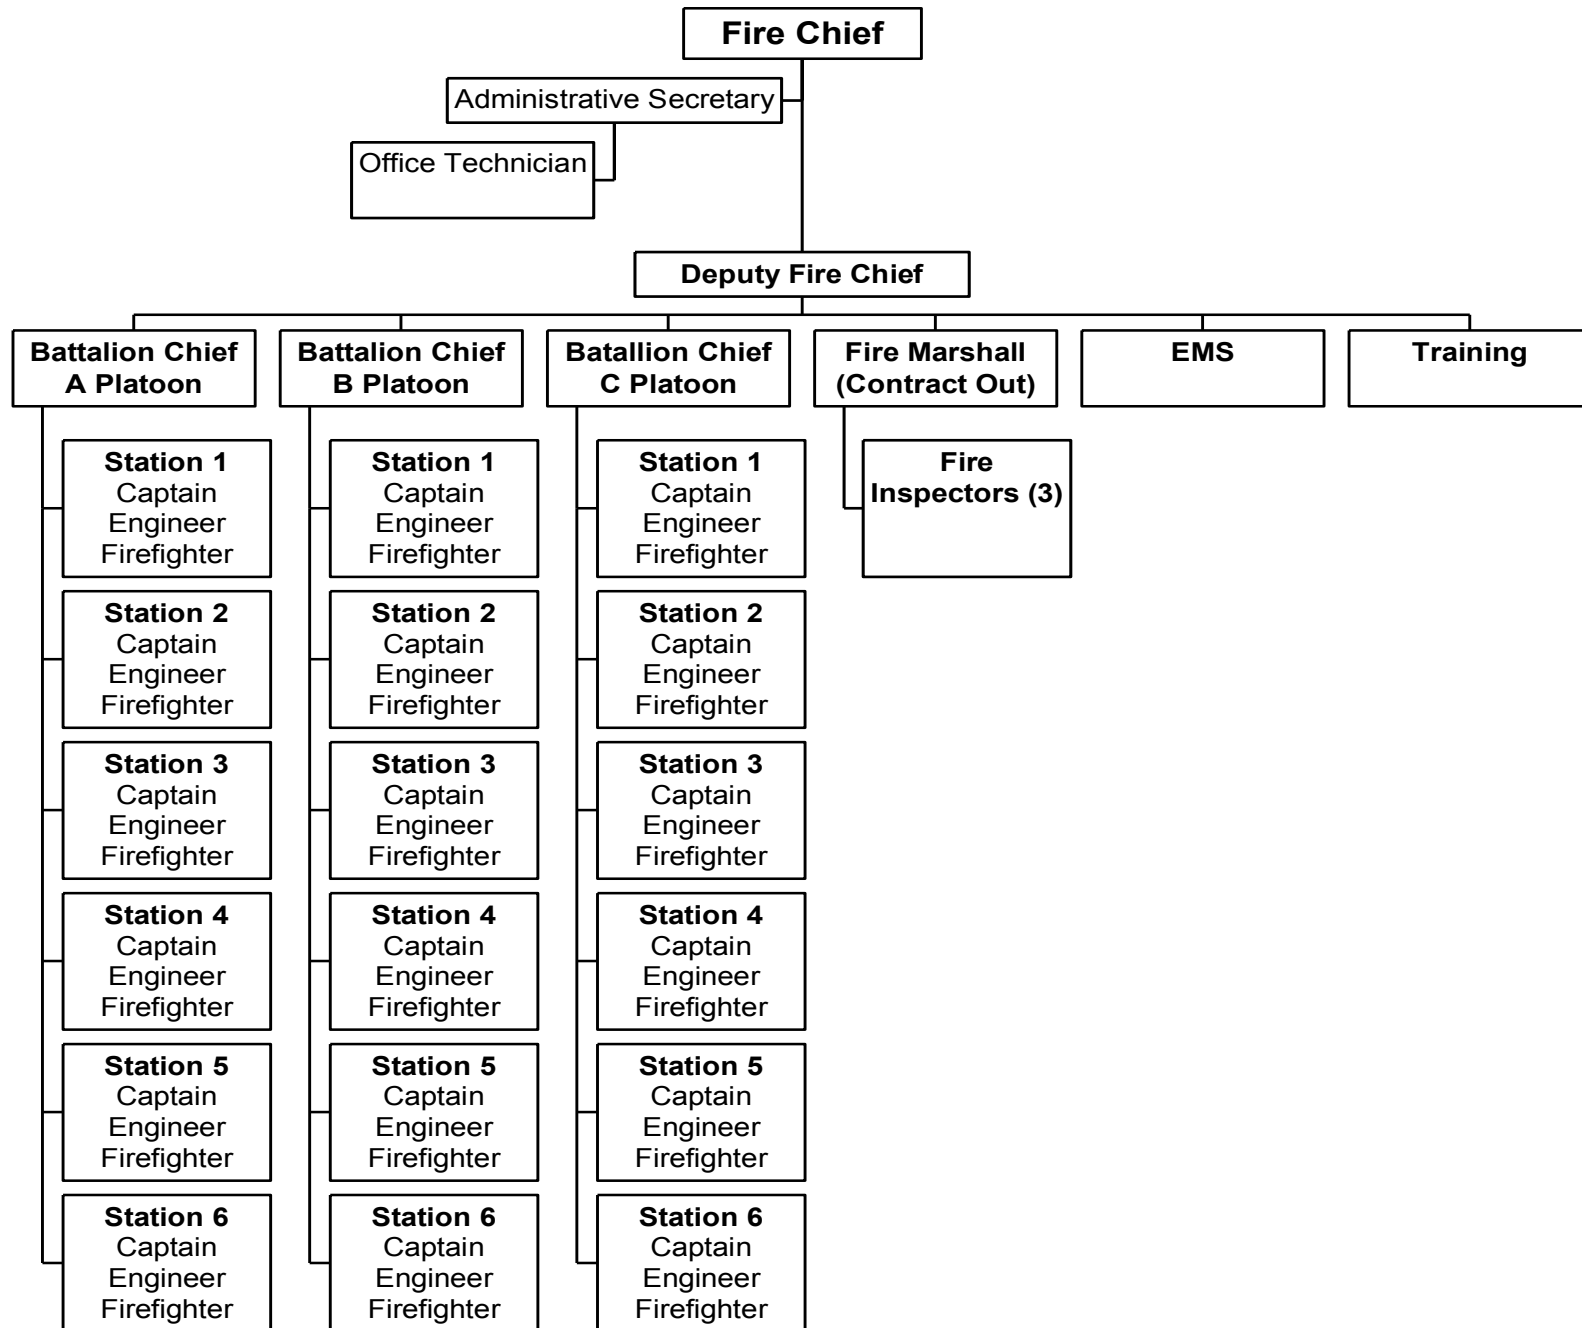 Fire Chief
Administrative Secretary
Office Technician
Deputy Fire Chief
Battalion Chief
A Platoon
Battalion Chief
B Platoon
Batallion Chief
C Platoon
Fire Marshall
(Contract Out)
EMS
Training
Station 1
Captain
Engineer
Firefighter
Station 2
Captain
Engineer
Firefighter
Station 3
Captain
Engineer
Firefighter
Station 4
Captain
Engineer
Firefighter
Station 5
Captain
Engineer
Firefighter
Station 6
Captain
Engineer
Firefighter
Station 1
Captain
Engineer
Firefighter
Station 2
Captain
Engineer
Firefighter
Station 3
Captain
Engineer
Firefighter
Station 4
Captain
Engineer
Firefighter
Station 5
Captain
Engineer
Firefighter
Station 6
Captain
Engineer
Firefighter
Station 1
Captain
Engineer
Firefighter
Station 2
Captain
Engineer
Firefighter
Station 3
Captain
Engineer
Firefighter
Station 4
Captain
Engineer
Firefighter
Station 5
Captain
Engineer
Firefighter
Station 6
Captain
Engineer
Firefighter
Fire
Inspectors (3)